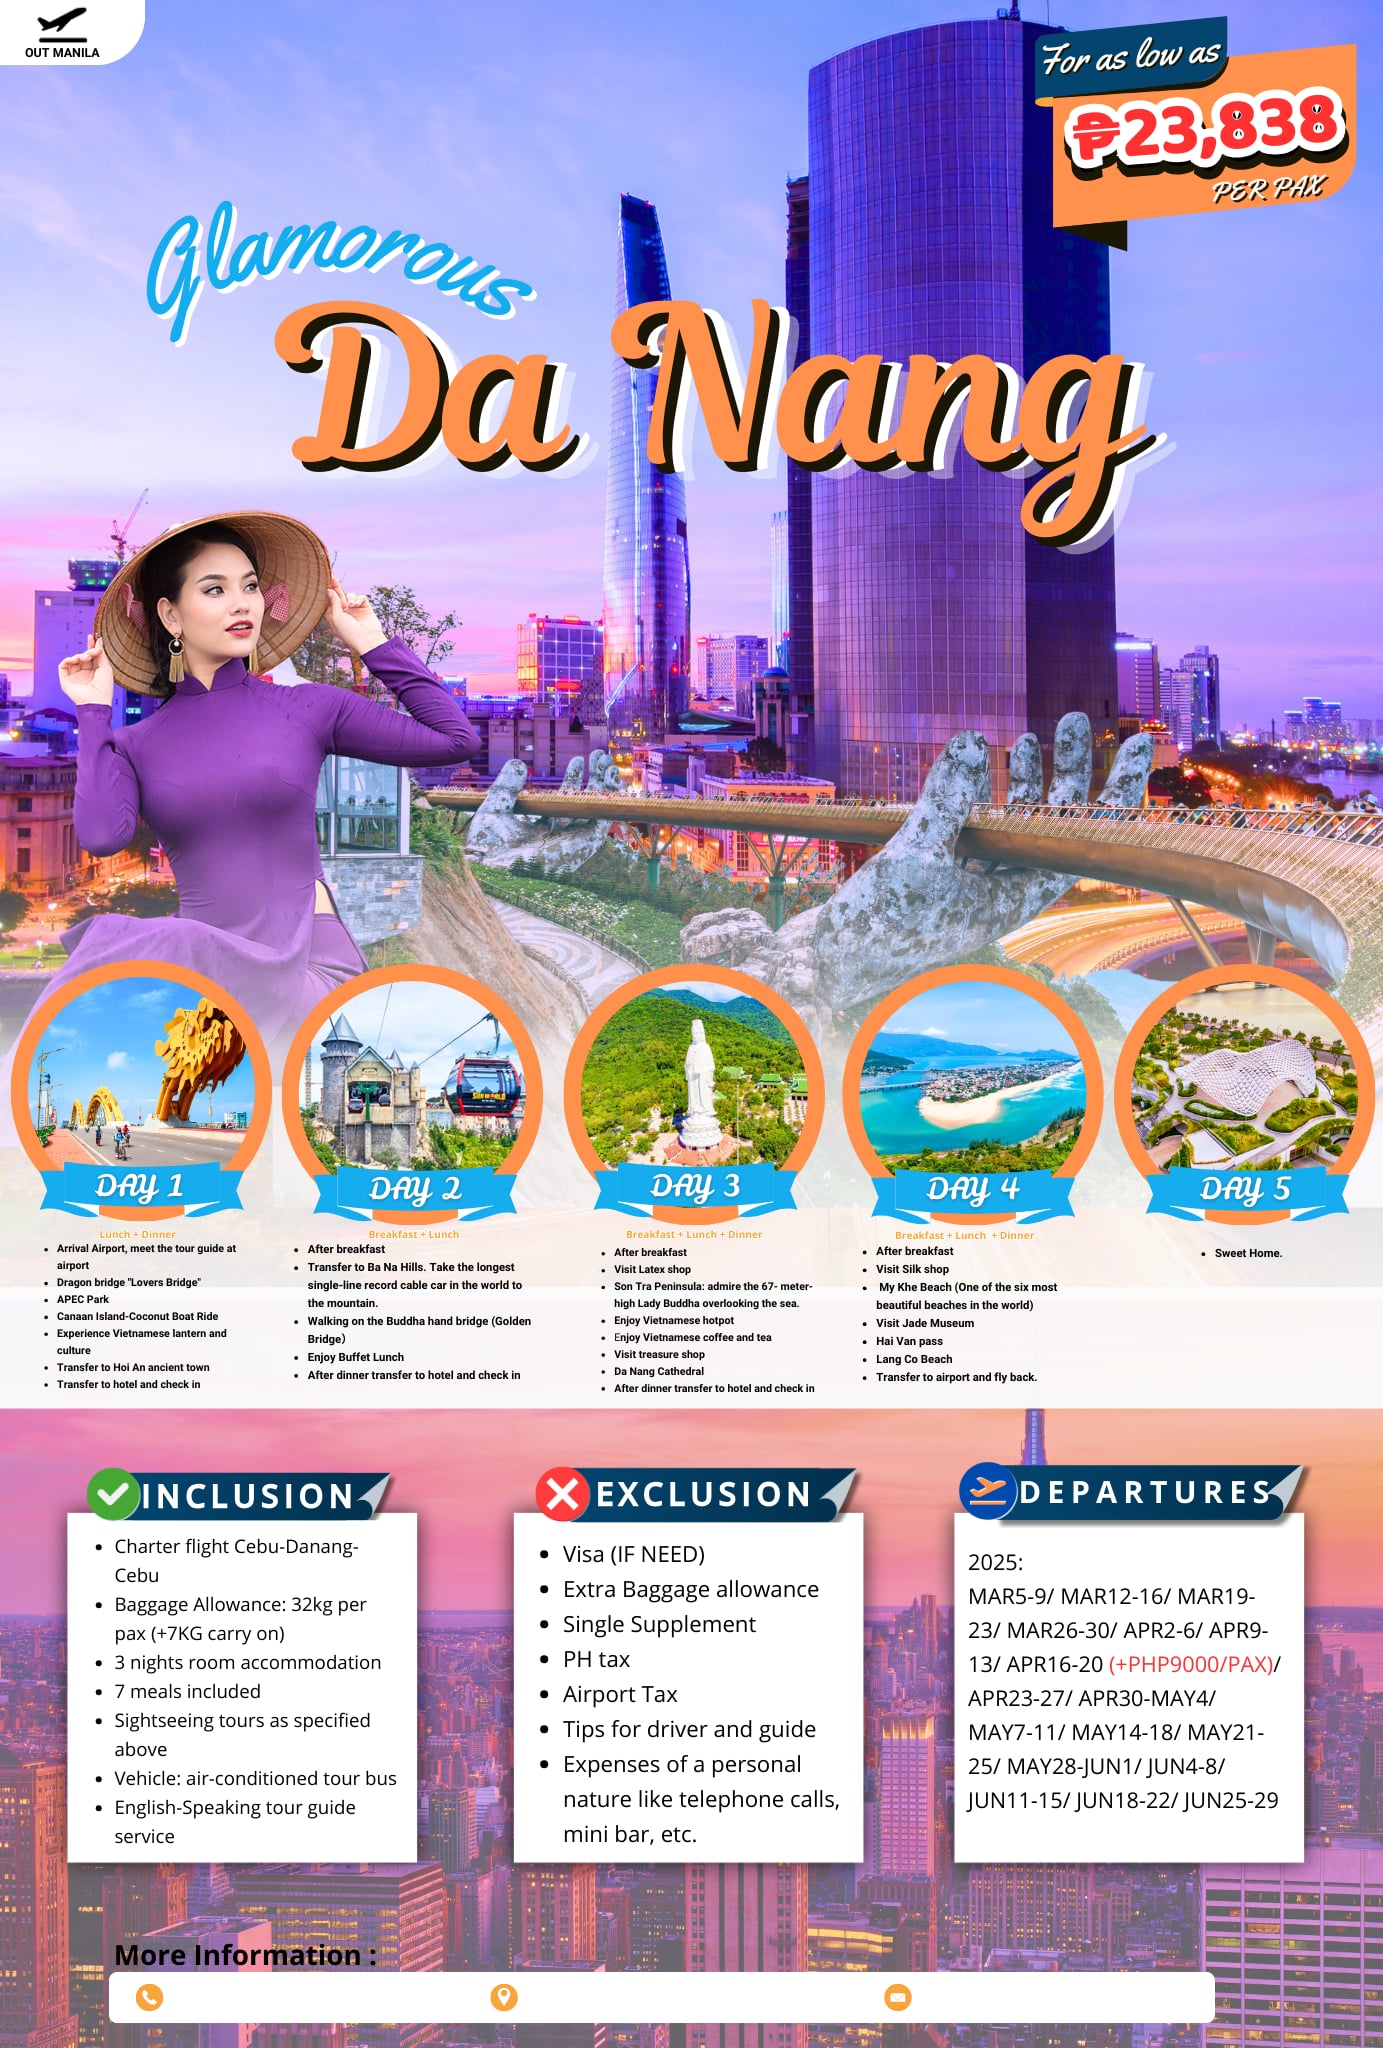 OUT MANILA
For as low as
₱23,838
PER PAX
Glamorous
Da Nang
SUN WORLD
DAY 1
Lunch + Dinner
• Arrival Airport, meet the tour guide at
airport
• Dragon bridge "Lovers Bridge"
• APEC Park
• Canaan Island-Coconut Boat Ride
• Experience Vietnamese lantern and
culture
• Transfer to Hoi An ancient town
• Transfer to hotel and check in
DAY 2
Breakfast + Lunch
• After breakfast
• Transfer to Ba Na Hills. Take the longest
single-line record cable car in the world to
the mountain.
• Walking on the Buddha hand bridge (Golden
Bridge）
• Enjoy Buffet Lunch
• After dinner transfer to hotel and check in
DAY 3
Breakfast + Lunch + Dinner
• After breakfast
• Visit Latex shop
• Son Tra Peninsula: admire the 67- meter-
high Lady Buddha overlooking the sea.
• Enjoy Vietnamese hotpot
• Enjoy Vietnamese coffee and tea
• Visit treasure shop
• Da Nang Cathedral
• After dinner transfer to hotel and check in
DAY 4
Breakfast + Lunch + Dinner
• After breakfast
• Visit Silk shop
• My Khe Beach (One of the six most
beautiful beaches in the world)
• Visit Jade Museum
• Hai Van pass
• Lang Co Beach
• Transfer to airport and fly back.
DAY 5
• Sweet Home.
INCLUSION
• Charter flight Cebu-Danang-
Cebu
• Baggage Allowance: 32kg per
pax (+7KG carry on)
• 3 nights room accommodation
• 7 meals included
• Sightseeing tours as specified
above
• Vehicle: air-conditioned tour bus
• English-Speaking tour guide
service
EXCLUSION
• Visa (IF NEED)
• Extra Baggage allowance
• Single Supplement
• PH tax
• Airport Tax
• Tips for driver and guide
• Expenses of a personal
nature like telephone calls,
mini bar, etc.
DEPARTURES
2025:
MAR5-9/ MAR12-16/ MAR19-
23/ MAR26-30/ APR2-6/ APR9-
13/ APR16-20 (+PHP9000/PAX)/
APR23-27/ APR30-MAY4/
MAY7-11/ MAY14-18/ MAY21-
25/ MAY28-JUN1/ JUN4-8/
JUN11-15/ JUN18-22/ JUN25-29
More Information :